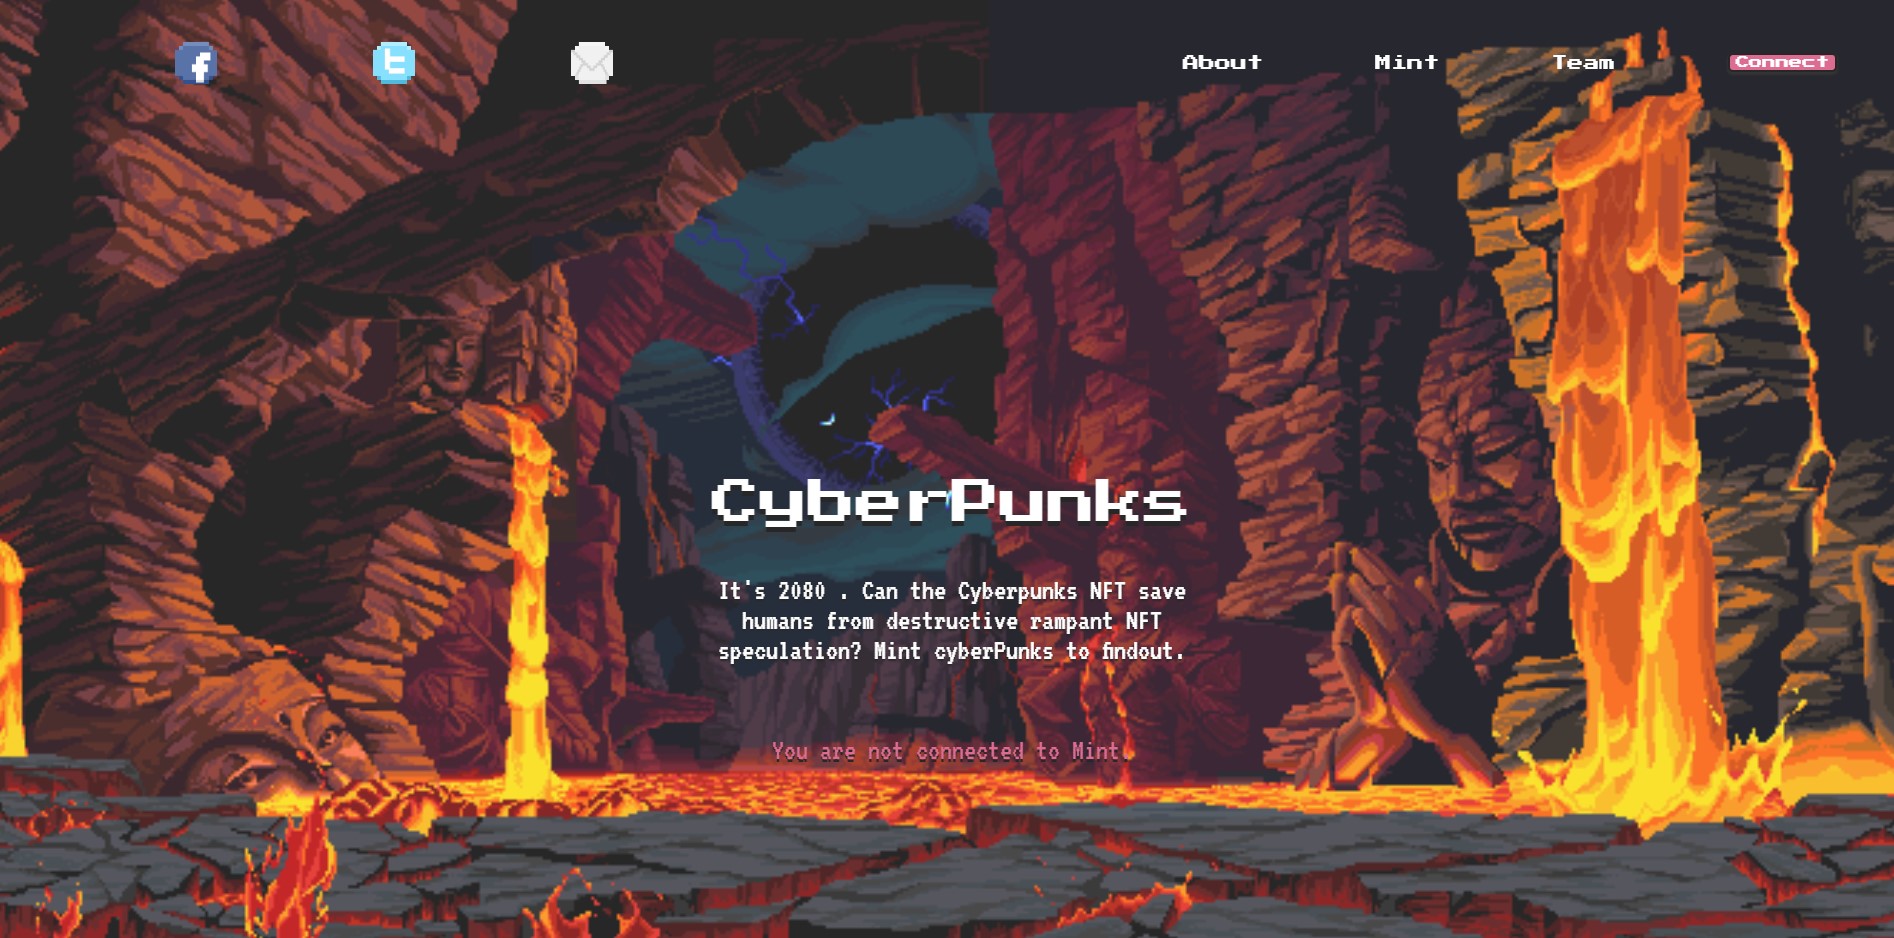 About
Mint
Team
Connect
CyberPunks
It's 2080 . Can the Cyberpunks NFT save
humans from destructive rampant NFT
speculation? Mint cyberPunks to findout.
You are not connected to Mint.